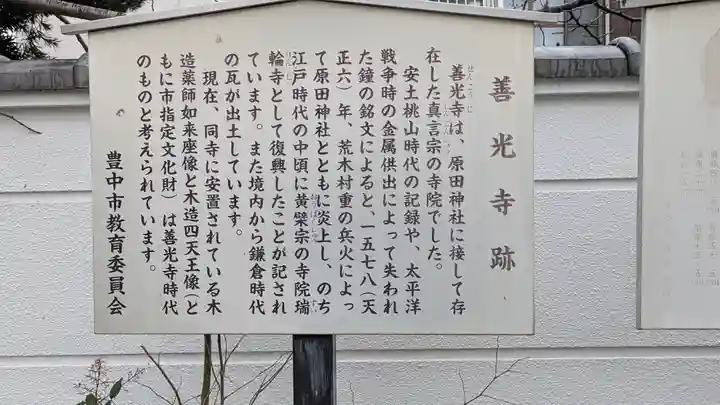 善光寺跡
善光寺は、原田神社に接して存
在した真言宗の寺院でした。
安土桃山時代の記録や、太平洋
戦争時の金属供出によって失われ
た鐘の銘文によると、一五七八(天
正六)年、荒木村重の兵火によっ
て原田神社とともに炎上し、のち
江戸時代の中頃に黄檗宗の寺院瑞
輪寺として復興したことが記され
ています。また境内から鎌倉時代
の瓦が出土しています。
現在、同寺に安置されている木
造薬師如来座像と木造四天王像(と
もに市指定文化財)は善光寺時代
のものと考えられています。
豊中市教育委員会